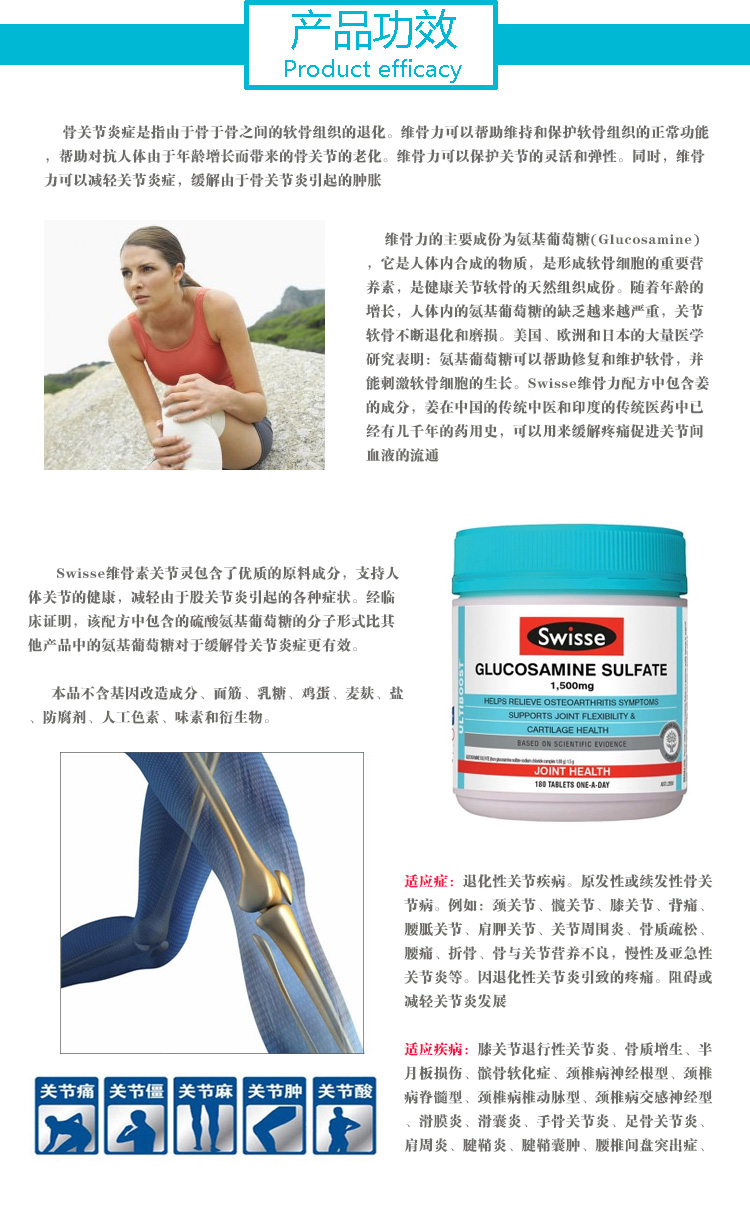 产品功效
Product efficacy
骨关节炎症是指由于骨于骨之间的软骨组织的退化。维骨力可以帮助维持和保护软骨组织的正常功能
，帮助对抗人体由于年龄增长而带来的骨关节的老化。维骨力可以保护关节的灵活和弹性。同时，维骨
力可以减轻关节炎症，缓解由于骨关节炎引起的肿胀
维骨力的主要成份为氨基葡萄糖(Glucosamine)
，它是人体内合成的物质，是形成软骨细胞的重要营
养素，是健康关节软骨的天然组织成份。随着年龄的
增长，人体内的氨基葡萄糖的缺乏越来越严重，关节
软骨不断退化和磨损。美国、欧洲和日本的大量医学
研究表明：氨基葡萄糖可以帮助修复和维护软骨，并
能刺激软骨细胞的生长。Swisse维骨力配方中包含姜
的成分，姜在中国的传统中医和印度的传统医药中已
经有几千年的药用史，可以用来缓解疼痛促进关节间
血液的流通
Swisse维骨素关节灵包含了优质的原料成分，支持人
体关节的健康，减轻由于股关节炎引起的各种症状。经临
床证明，该配方中包含的硫酸氨基葡萄糖的分子形式比其
他产品中的氨基葡萄糖对于缓解骨关节炎症更有效。
本品不含基因改造成分、面筋、乳糖、鸡蛋、麦麸、盐
、防腐剂、人工色素、味素和衍生物。
Swisse
ULTIBOOST
GLUCOSAMINE SULFATE
1,500mg
HELPS RELIEVE OSTEOARTHRITIS SYMPTOMS
SUPPORTS JOINT FLEXIBILITY &
CARTILAGE HEALTH
BASED ON SCIENTIFIC EVIDENCE
JOINT HEALTH
180 TABLETS ONE-A-DAY
适应症：退化性关节疾病。原发性或续发性骨关
节病。例如：颈关节、髋关节、膝关节、背痛、
腰胝关节、肩胛关节、关节周围炎、骨质疏松、
腰痛、折骨、骨与关节营养不良，慢性及亚急性
关节炎等。因退化性关节炎引致的疼痛。阻碍或
减轻关节炎发展
适应疾病：膝关节退行性关节炎、骨质增生、半
月板损伤、髌骨软化症、颈椎病神经根型、颈椎
病脊髓型、颈椎病椎动脉型、颈椎病交感神经型
、滑膜炎、滑囊炎、手骨关节炎、足骨关节炎、
肩周炎、腱鞘炎、腱鞘囊肿、腰椎间盘突出症、
关节痛 关节僵 关节麻 关节肿 关节酸